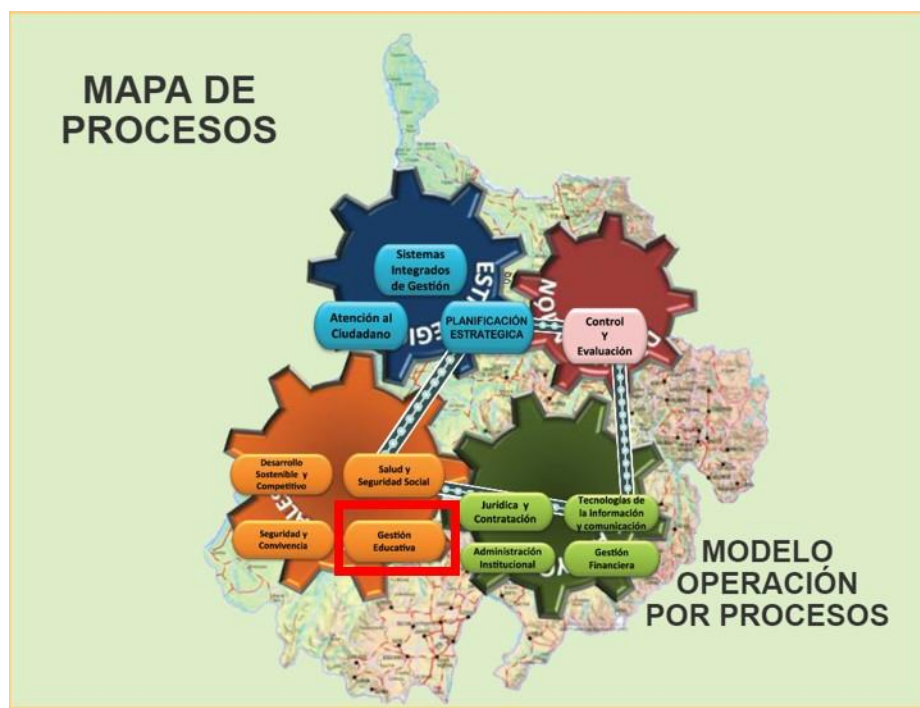 MAPA DE
PROCESOS
Sistemas
Integrados
de Gestión
Atención al
Ciudadano
PLANIFICACIÓN
ESTRATEGICA
Control
Y
Evaluación
Desarrollo
Sostenible y
Competitivo
Salud y
Seguridad Social
Seguridad y
Convivencia
Gestión
Educativa
Jurídica y
Contratación
Tecnologías de
la Información
y comunicación
Administración
Institucional
Gestión
Financiera
MODELO
OPERACIÓN
POR PROCESOS